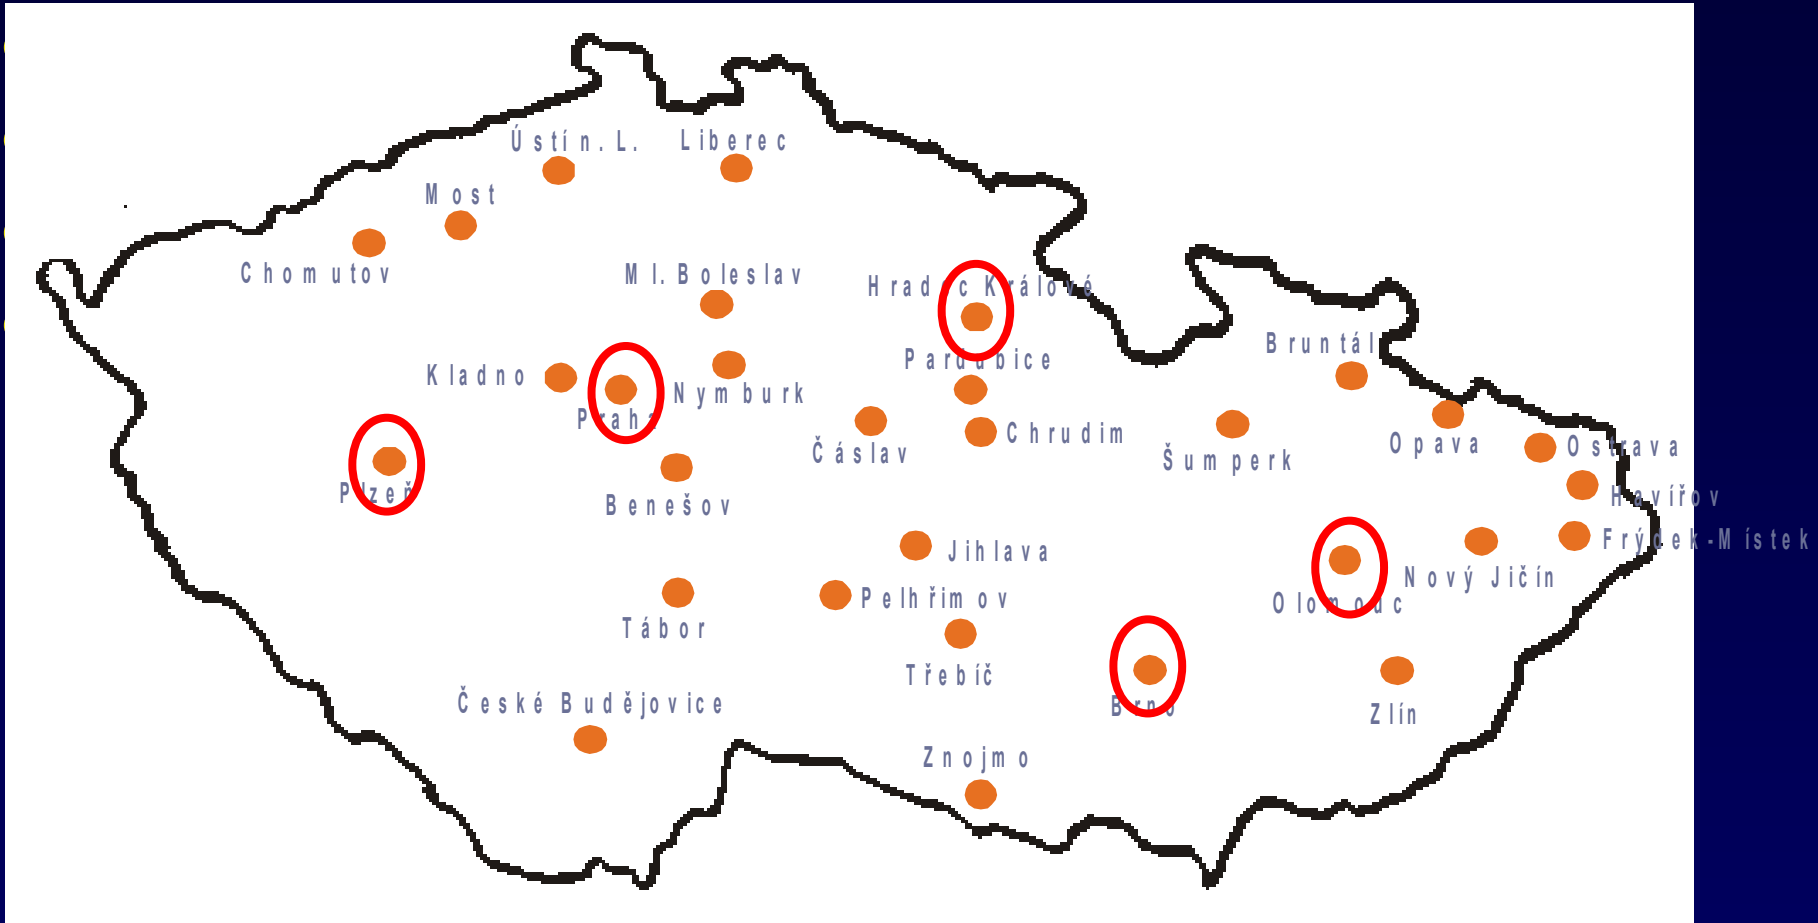 Ústí n. L.
Liberec
Most
Chomutov
Ml. Boleslav
Hradec Králové
Bruntál
Pardubice
Kladno
Nymburk
Praha
Čáslav
Chrudim
Šumperk
Opava
Ostrava
Plzeň
Benešov
Havířov
Jihlava
Frýdek-Místek
Nový Jičín
Pelhřimov
Olomouc
Tábor
Třebíč
České Budějovice
Brno
Zlín
Znojmo